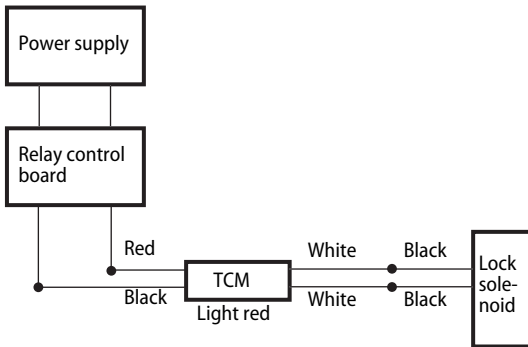 Power supply
Relay control
board
Red
Black
TCM
Light red
White
Black
White
Black
Lock
sole-
noid